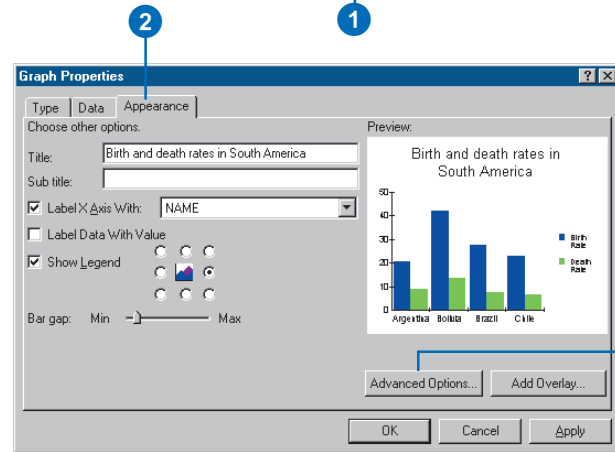 2
1
Graph Properties
Type Data Appearance
Choose other options.
Title: Birth and death rates in South America
Sub title:
Label X Axis With: NAME
Label Data With Value
Show Legend
Bar gap: Min Max
Preview:
Birth and death rates in
South America
50
40
30
20
10
0
Argentina Bolivia Brazil Chile
Birth
Rate
Death
Rate
Advanced Options... Add Overlay...
OK Cancel Apply